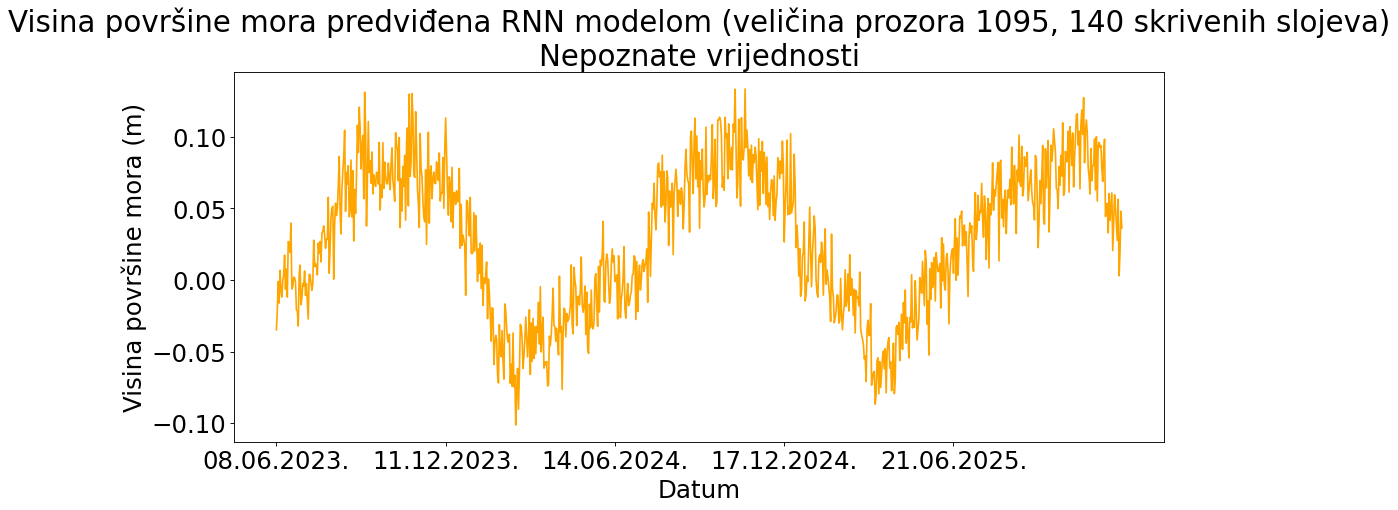 Visina površine mora predviđena RNN modelom (veličina prozora 1095, 140 skrivenih slojeva)
Nepoznate vrijednosti
Visina površine mora (m)
0.10
0.05
0.00
−0.05
−0.10
08.06.2023. 11.12.2023. 14.06.2024. 17.12.2024. 21.06.2025.
Datum